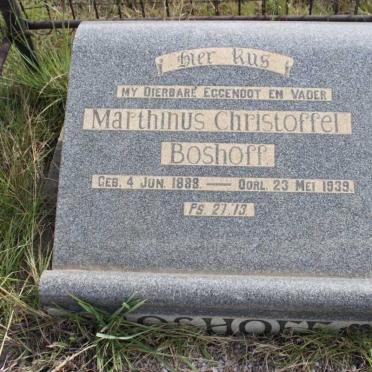 Hier Rus
MY DIERBARE EGGENOOT EN VADER
Marthinus Christoffel
Boshoff.
GEB. 4 JUN. 1889. — OORL. 23 MEI 1939.
PS. 27.13.
BOSHOFF